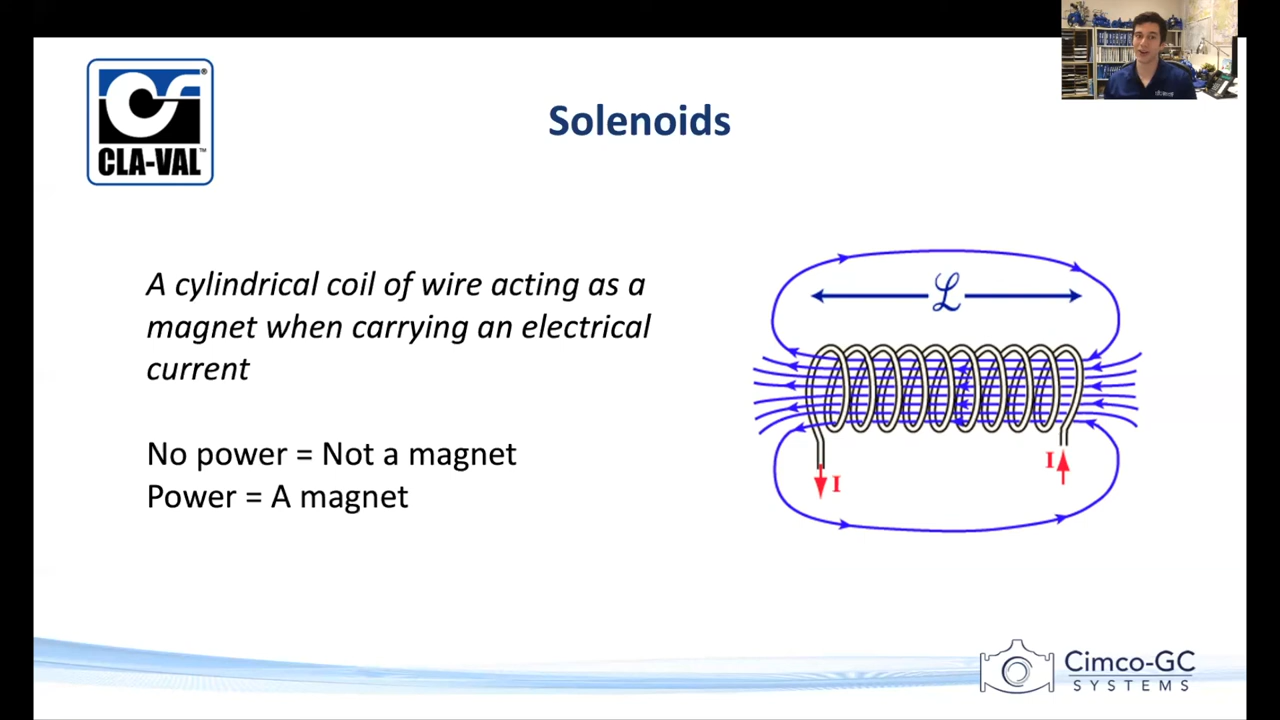 CLA-VAL™
®
Solenoids
A cylindrical coil of wire acting as a
magnet when carrying an electrical
current
No power = Not a magnet
Power = A magnet
ℒ
I
I
Cimco-GC
SYSTEMS